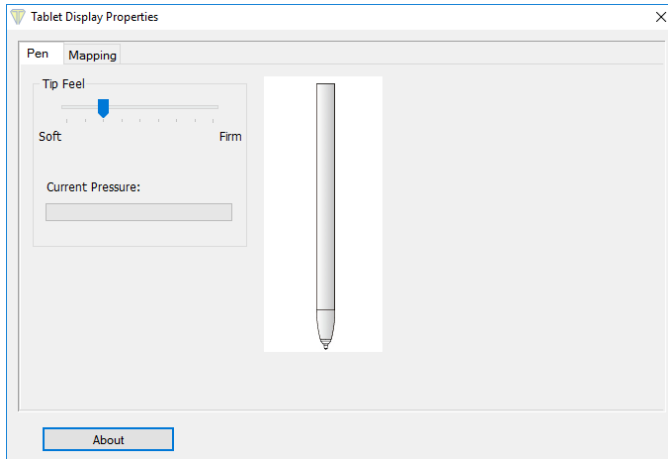 Tablet Display Properties
Pen Mapping
Tip Feel
Soft Firm
Current Pressure:
About